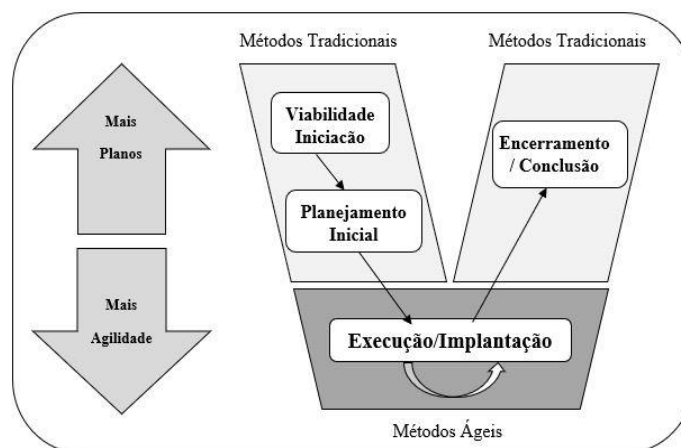 Métodos Tradicionais
Métodos Tradicionais
Mais
Planos
Viabilidade
Iniciacão
Encerramento
/ Conclusão
Planejamento
Inicial
Mais
Agilidade
Execução/Implantação
Métodos Ágeis